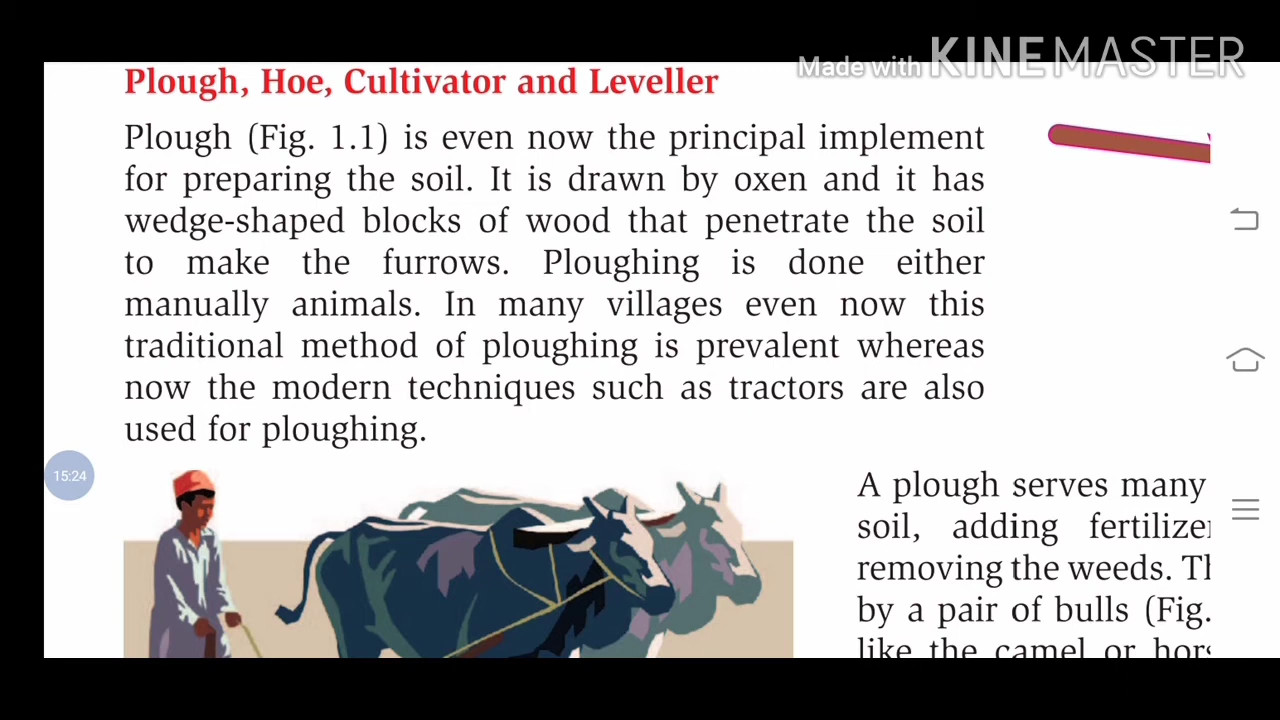 Made with KINEMASTER
Plough, Hoe, Cultivator and Leveller
Plough (Fig. 1.1) is even now the principal implement
for preparing the soil. It is drawn by oxen and it has
wedge-shaped blocks of wood that penetrate the soil
to make the furrows. Ploughing is done either
manually animals. In many villages even now this
traditional method of ploughing is prevalent whereas
now the modern techniques such as tractors are also
used for ploughing.
15:24
A plough serves many
soil, adding
removing the weeds.
by a pair of bulls (Fig.
like the camel or